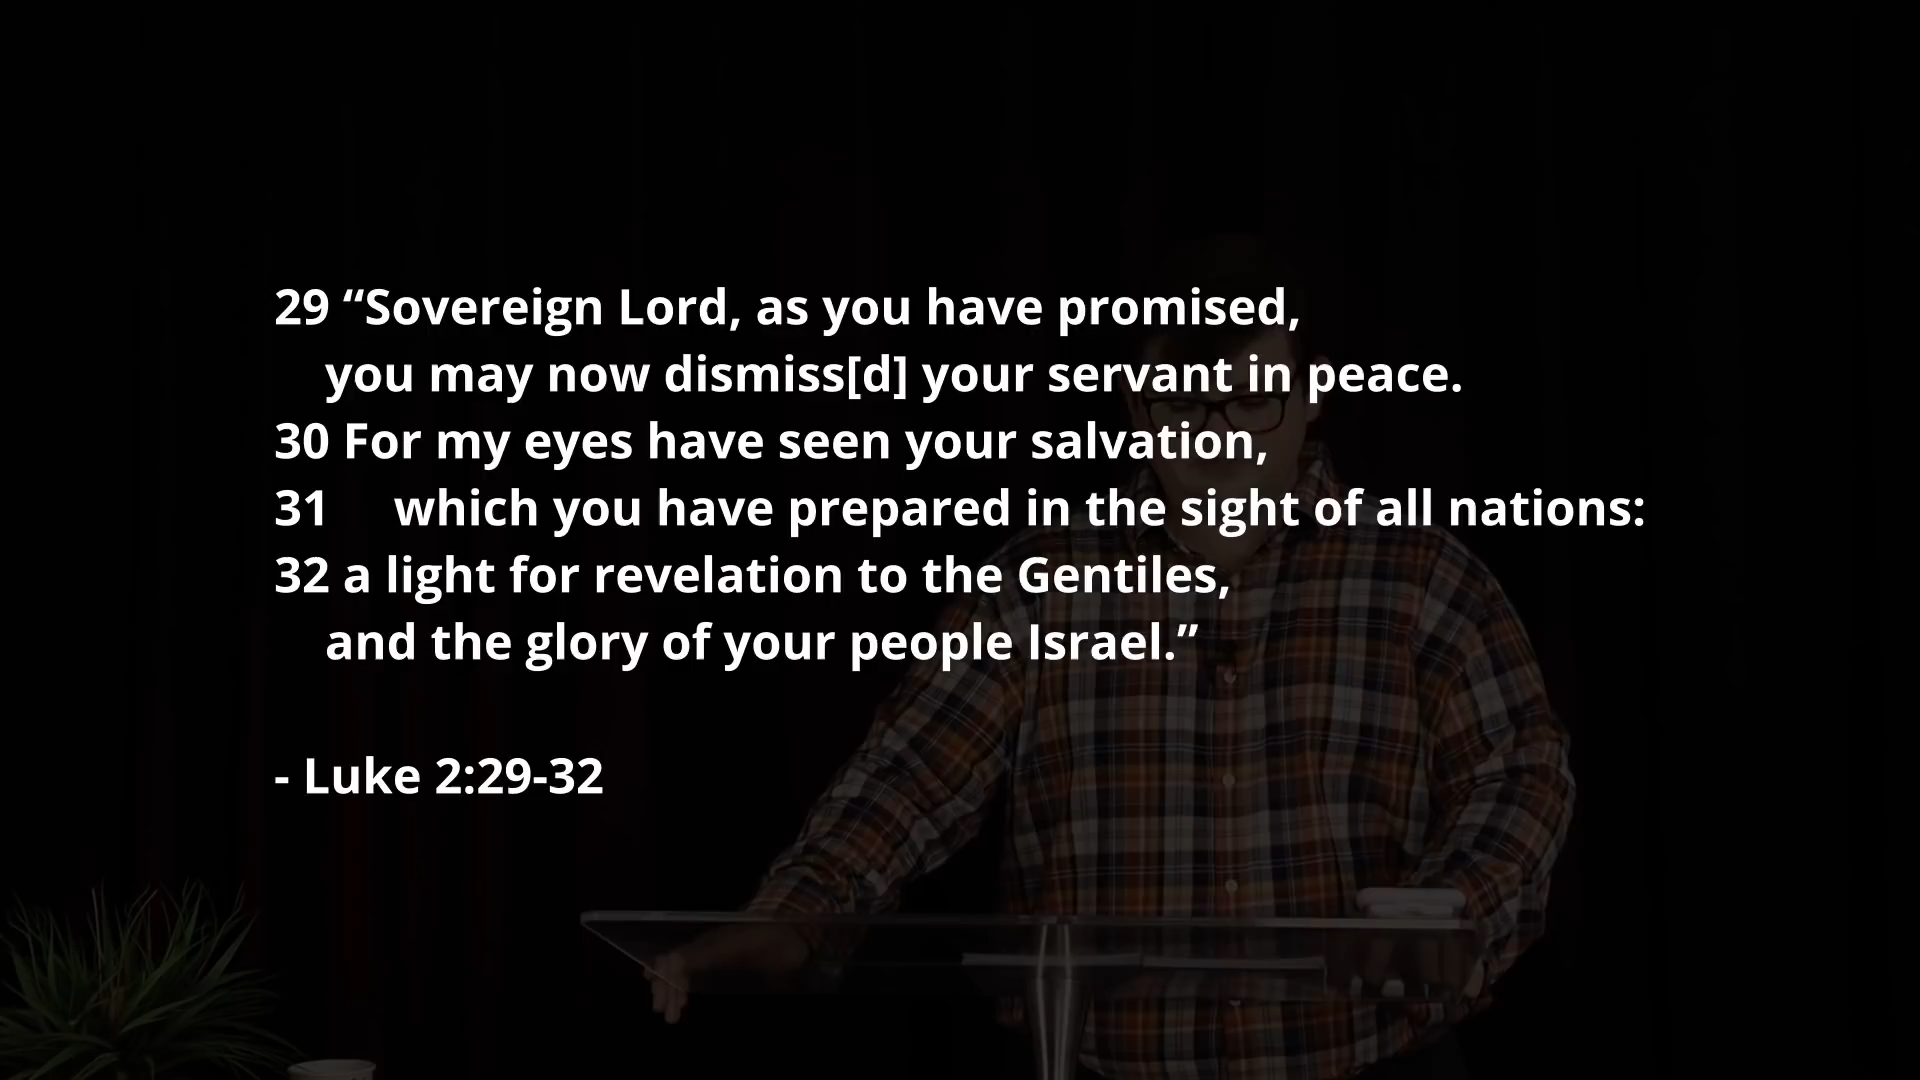 29 “Sovereign Lord, as you have promised,
you may now dismiss[d] your servant in peace.
30 For my eyes have seen your salvation,
31 which you have prepared in the sight of all nations:
32 a light for revelation to the Gentiles,
and the glory of your people Israel.”
- Luke 2:29-32